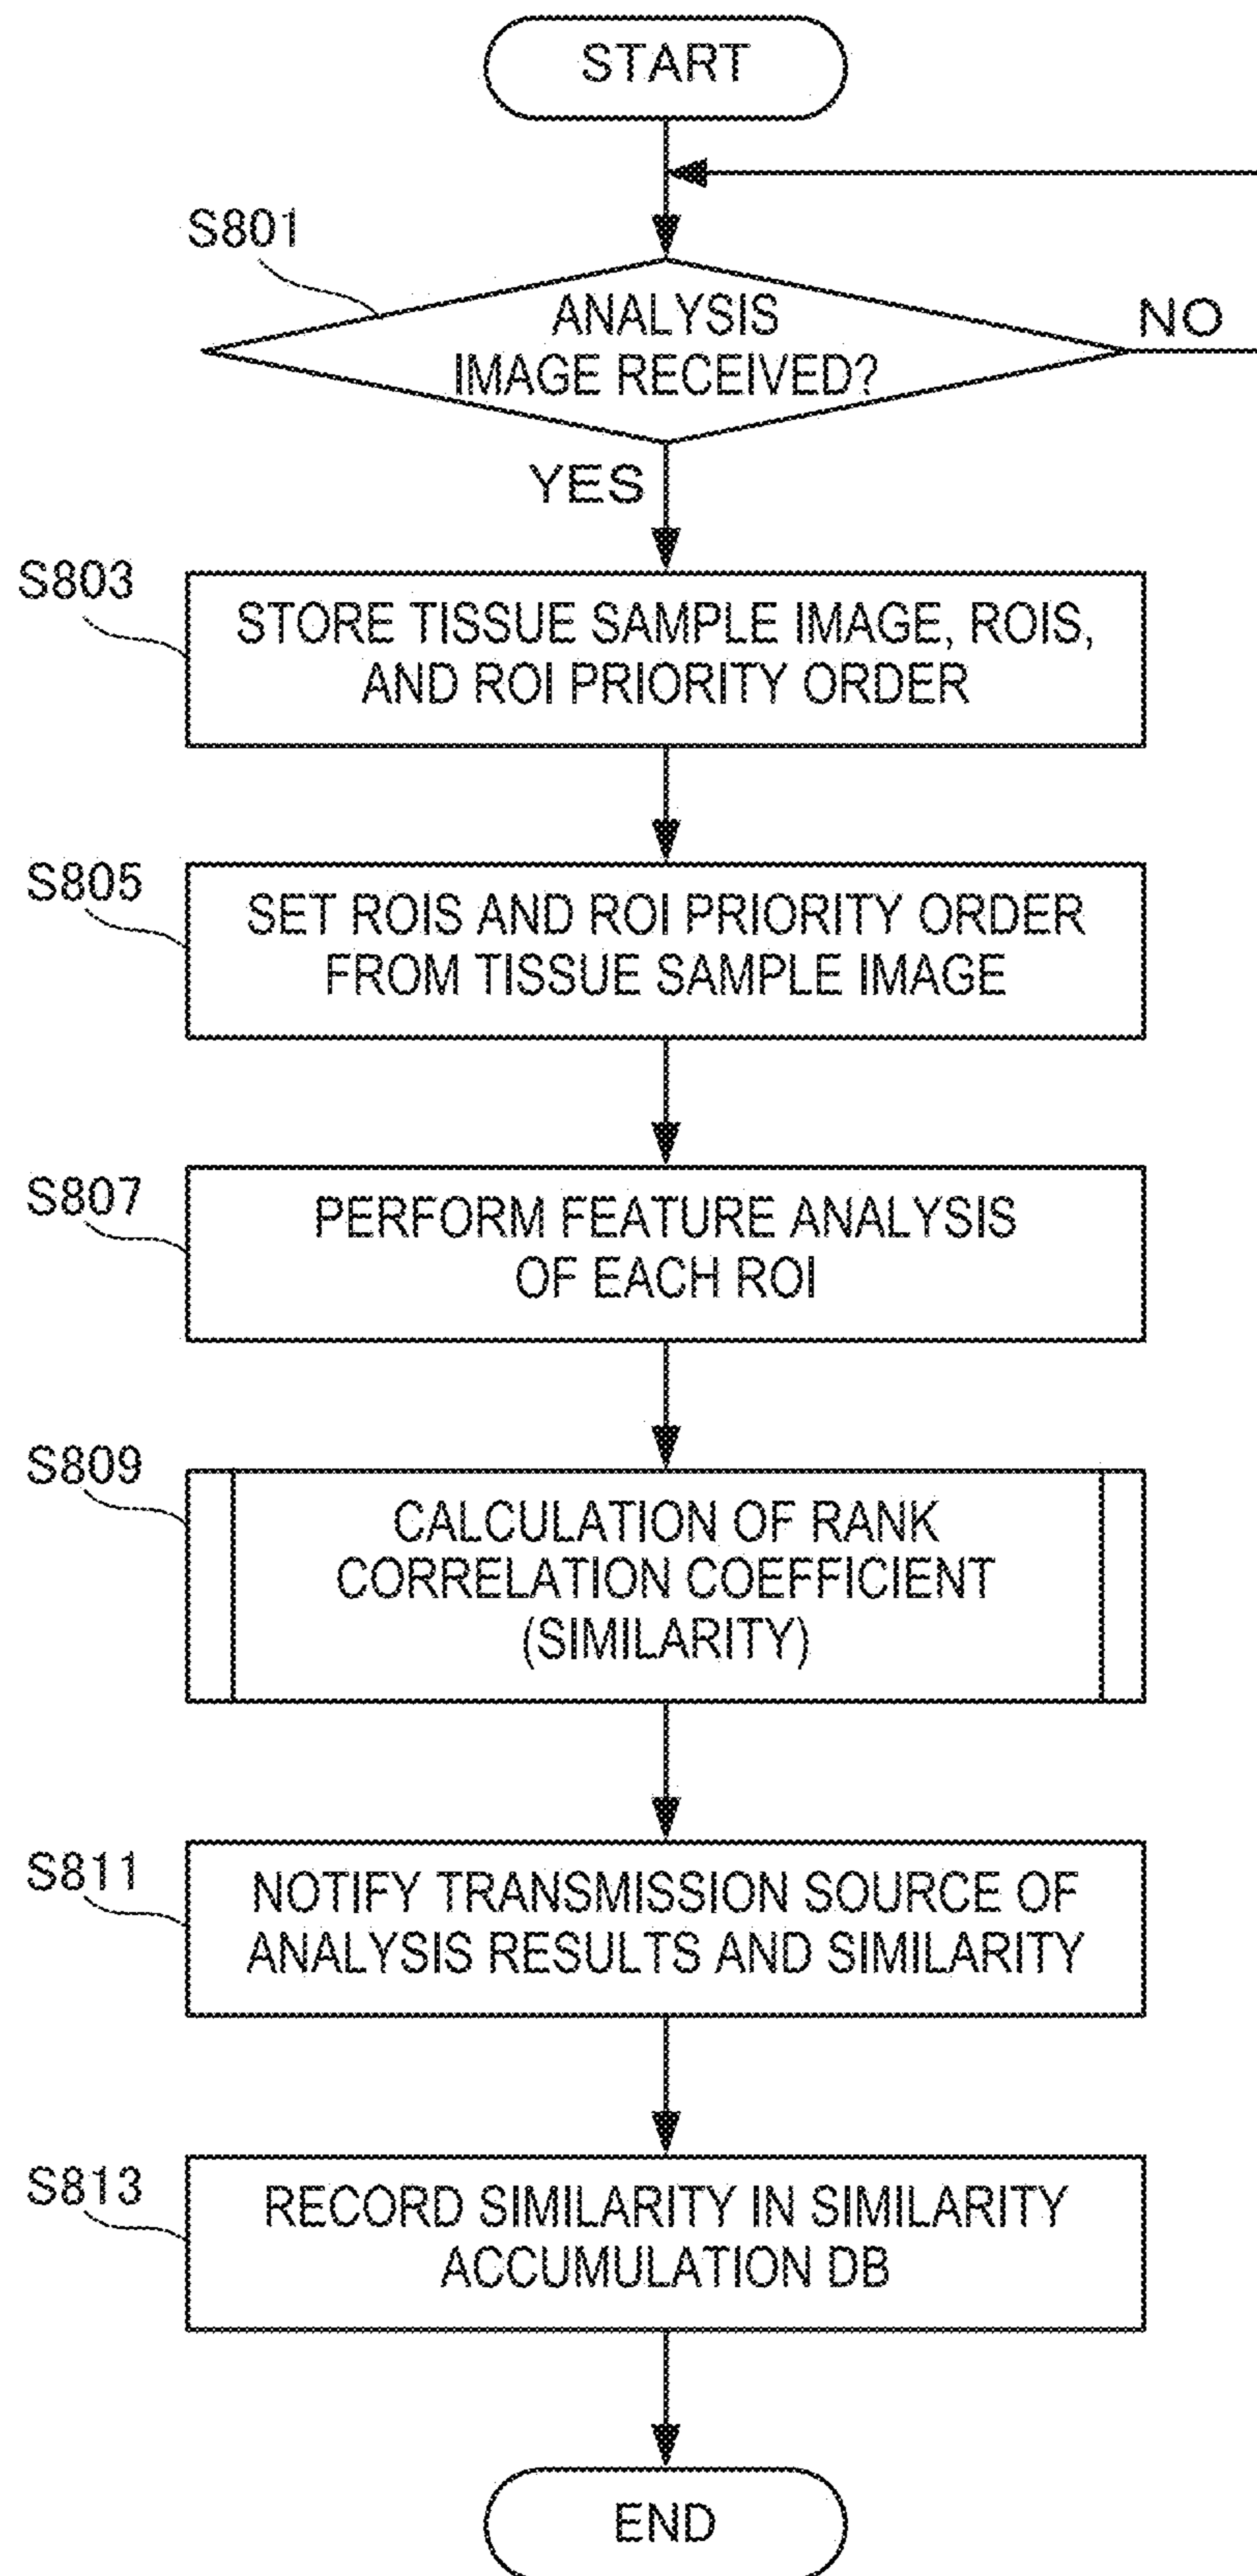 START
S801
ANALYSIS
IMAGE RECEIVED?
NO
YES
S803
STORE TISSUE SAMPLE IMAGE, ROIS,
AND ROI PRIORITY ORDER
S805
SET ROIS AND ROI PRIORITY ORDER
FROM TISSUE SAMPLE IMAGE
S807
PERFORM FEATURE ANALYSIS
OF EACH ROI
S809
CALCULATION OF RANK
CORRELATION COEFFICIENT
(SIMILARITY)
S811
NOTIFY TRANSMISSION SOURCE OF
ANALYSIS RESULTS AND SIMILARITY
S813
RECORD SIMILARITY IN SIMILARITY
ACCUMULATION DB
END